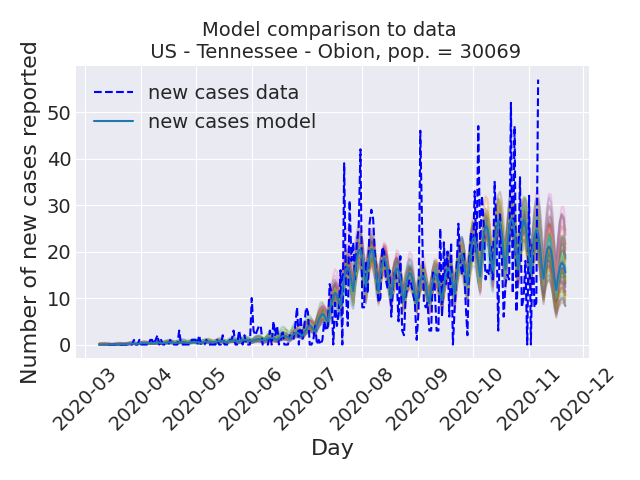 Model comparison to data
US - Tennessee - Obion, pop. = 30069
Number of new cases reported
50
40
30
20
10
0
new cases data
new cases model
2020-03
2020-04
2020-05
2020-06
2020-07
2020-08
2020-09
2020-10
2020-11
2020-12
Day